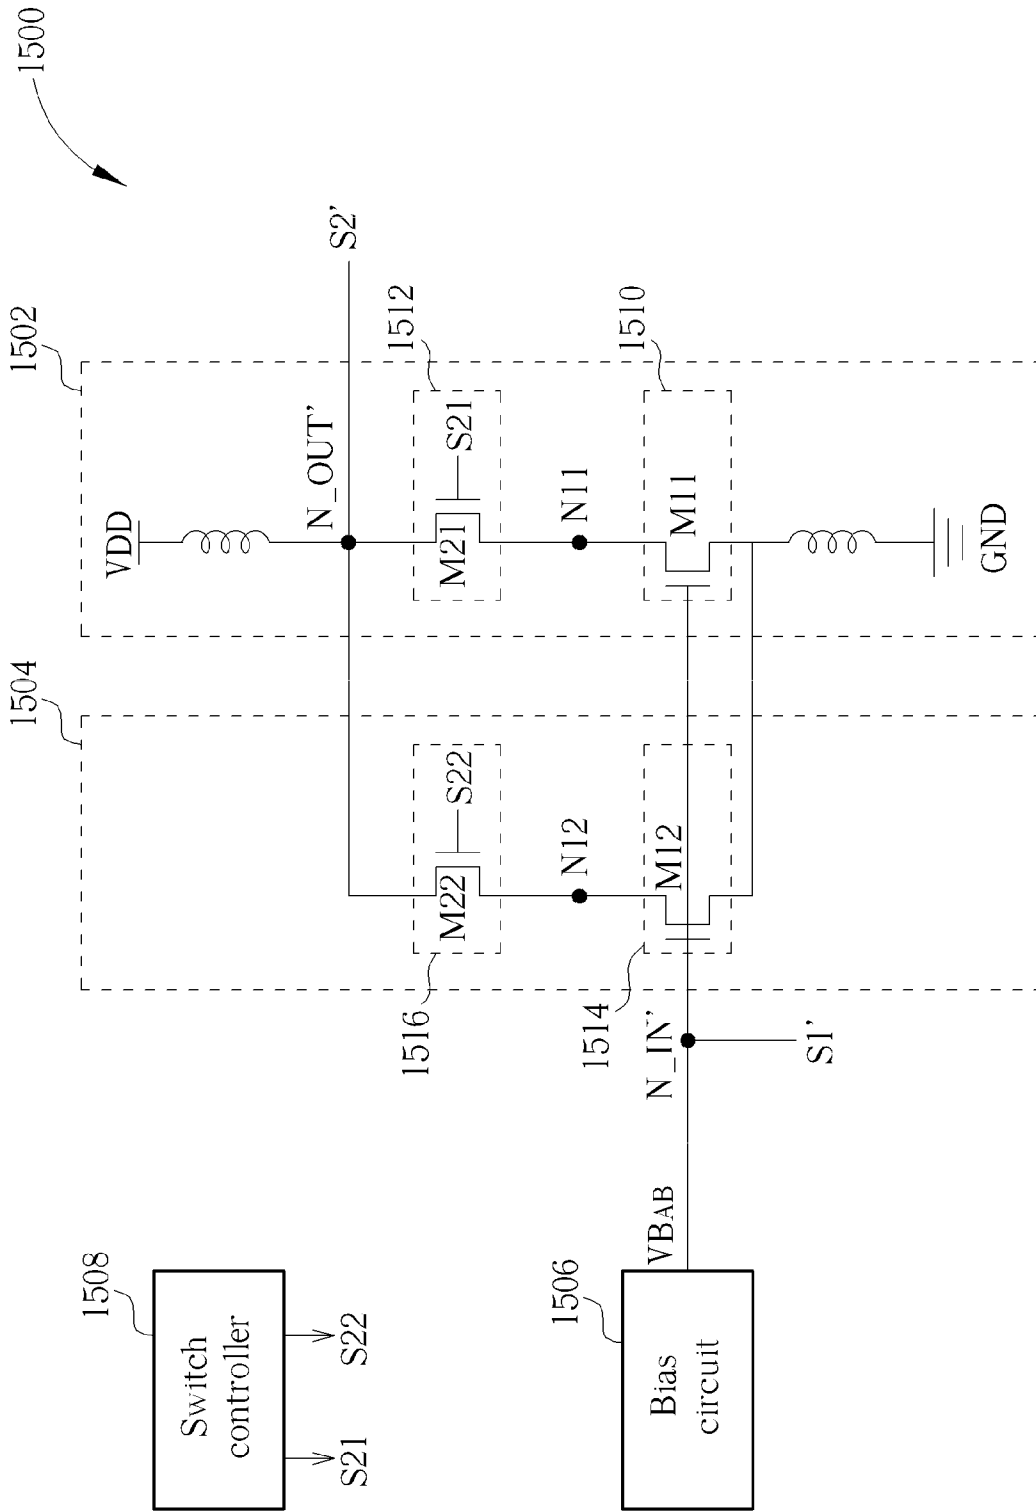 1500
1502
1504
VDD
N_OUT'
S2'
1508
Switch
controller
S21
S22
1512
M21
S21
1516
M22
S22
N11
N12
1510
M11
1514
M12
N_IN'
S1'
1506
Bias
circuit
VBAB
GND